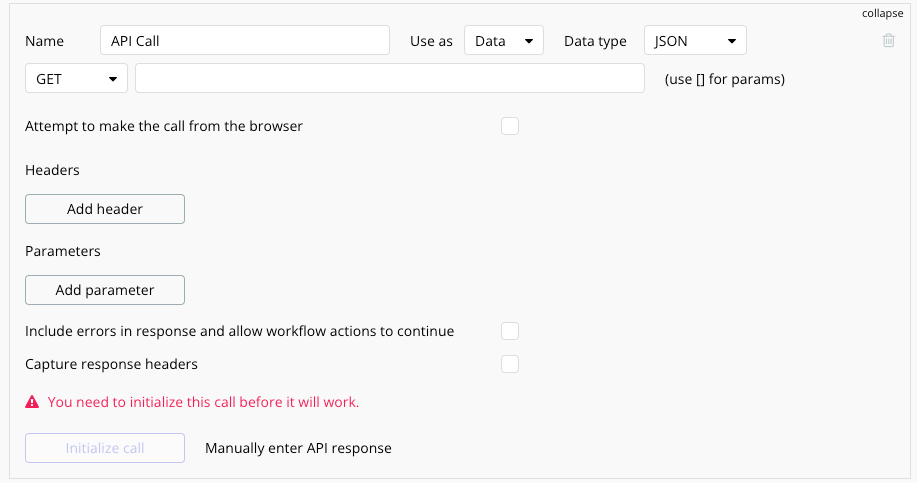 collapse
Name API Call Use as Data Data type JSON
GET (use [] for params)
Attempt to make the call from the browser
Headers
Add header
Parameters
Add parameter
Include errors in response and allow workflow actions to continue
Capture response headers
You need to initialize this call before it will work.
Initialize call Manually enter API response